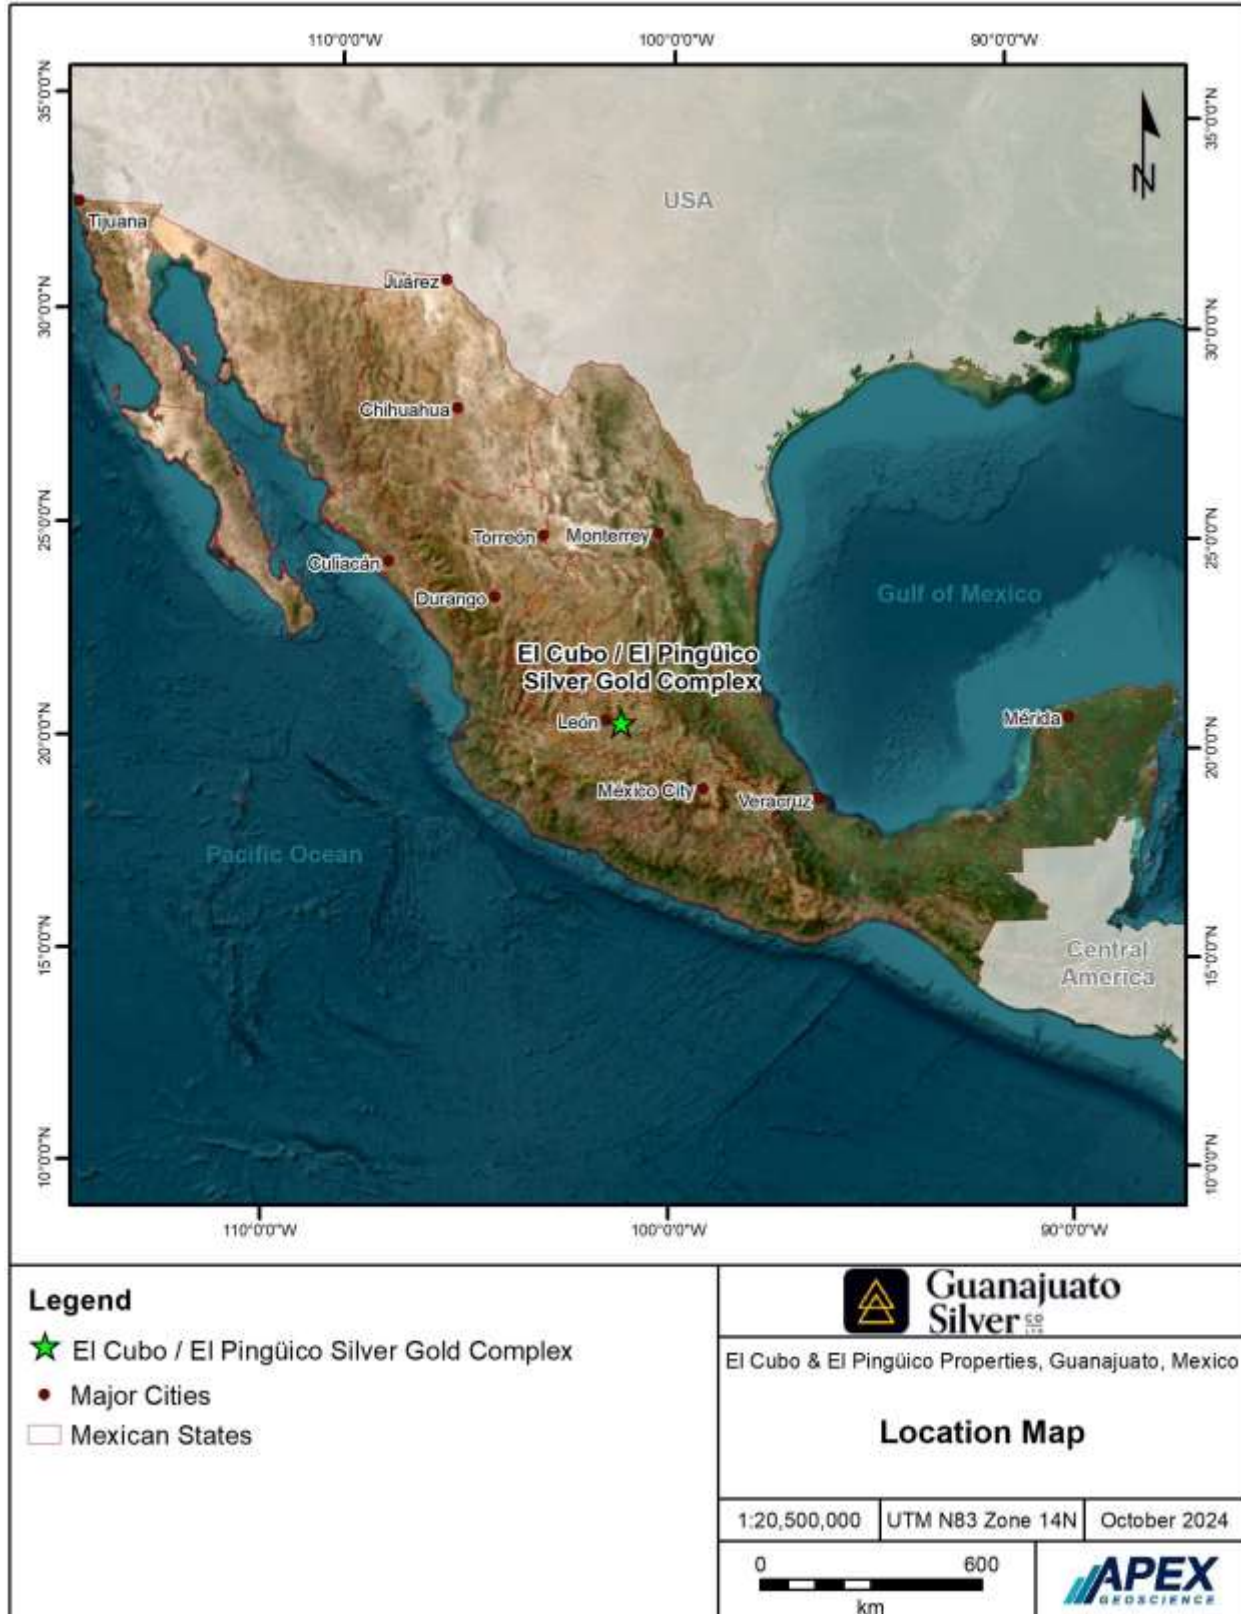 110°0'0"W 100°0'0"W 90°0'0"W
35°0'0"N
35°0'0"N
USA
Tijuana
Juárez
30°0'0"N
30°0'0"N
Chihuahua
25°0'0"N
25°0'0"N
Torreón
Monterrey
Culiacán
Durango
Gulf of Mexico
El Cubo / El Pingüico
Silver Gold Complex
León
Mérida
20°0'0"N
20°0'0"N
México City
Veracruz
Pacific Ocean
15°0'0"N
15°0'0"N
Central
America
10°0'0"N
10°0'0"N
110°0'0"W 100°0'0"W 90°0'0"W
N
Legend
El Cubo / El Pingüico Silver Gold Complex
Major Cities
Mexican States
Guanajuato
Silver CO LTD
El Cubo & El Pingüico Properties, Guanajuato, Mexico
Location Map
1:20,500,000 UTM N83 Zone 14N October 2024
0 600
km
APEX
GEOSCIENCE